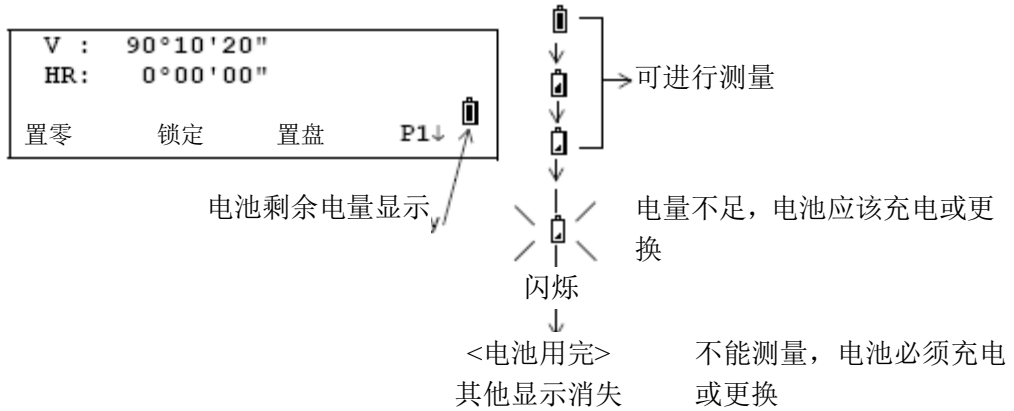 V : 90°10'20"
HR: 0°00'00"
置零 锁定 置盘 P1↓
可进行测量
电池剩余电量显示
y
电量不足，电池应该充电或更
换
闪烁
<电池用完>
其他显示消失
不能测量，电池必须充电
或更换